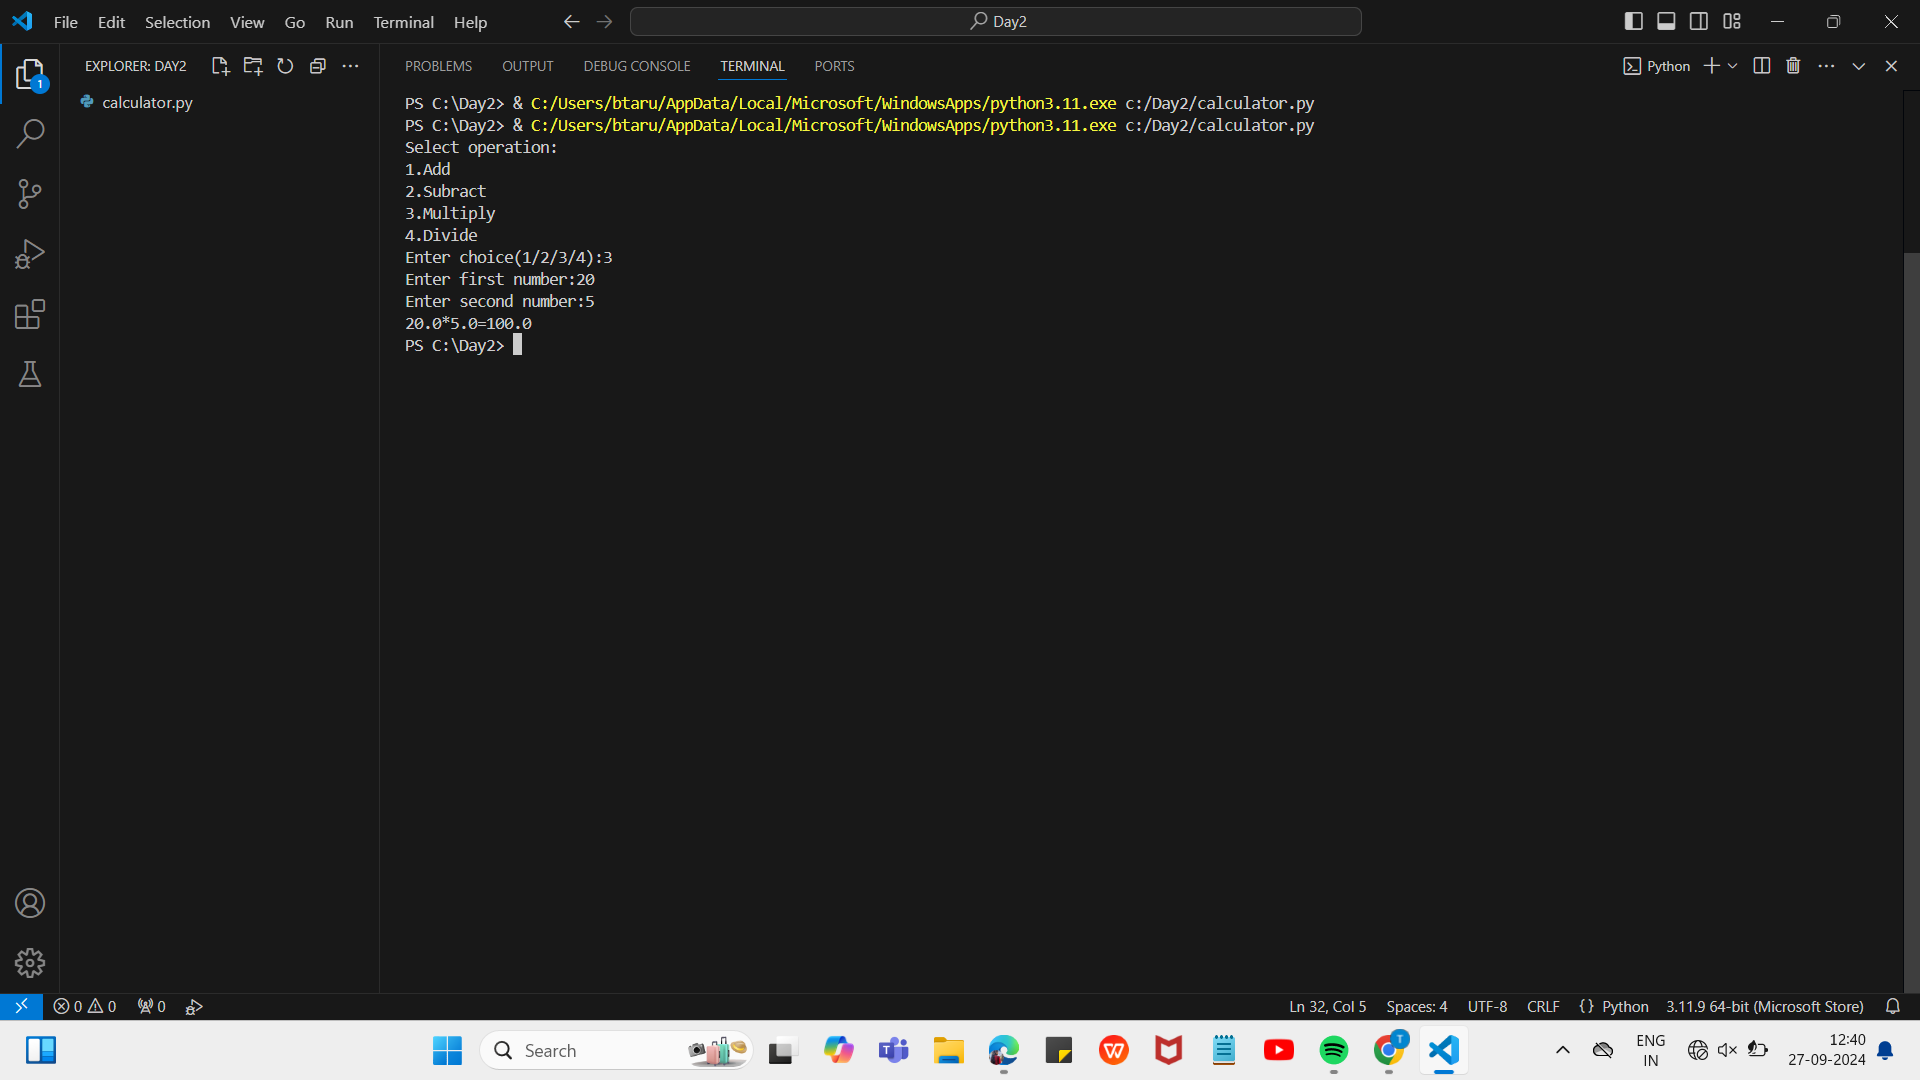 File Edit Selection View Go Run Terminal Help
Day2
EXPLORER: DAY2
1
calculator.py
PROBLEMS OUTPUT DEBUG CONSOLE TERMINAL PORTS
Python
PS C:\Day2> & C:/Users/btaru/AppData/Local/Microsoft/WindowsApps/python3.11.exe c:/Day2/calculator.py
PS C:\Day2> & C:/Users/btaru/AppData/Local/Microsoft/WindowsApps/python3.11.exe c:/Day2/calculator.py
Select operation:
1.Add
2.Subract
3.Multiply
4.Divide
Enter choice(1/2/3/4):3
Enter first number:20
Enter second number:5
20.0*5.0=100.0
PS C:\Day2>
0 0 0
Ln 32, Col 5 Spaces: 4 UTF-8 CRLF {} Python 3.11.9 64-bit (Microsoft Store)
Search
T
ENG
IN
12:40
27-09-2024